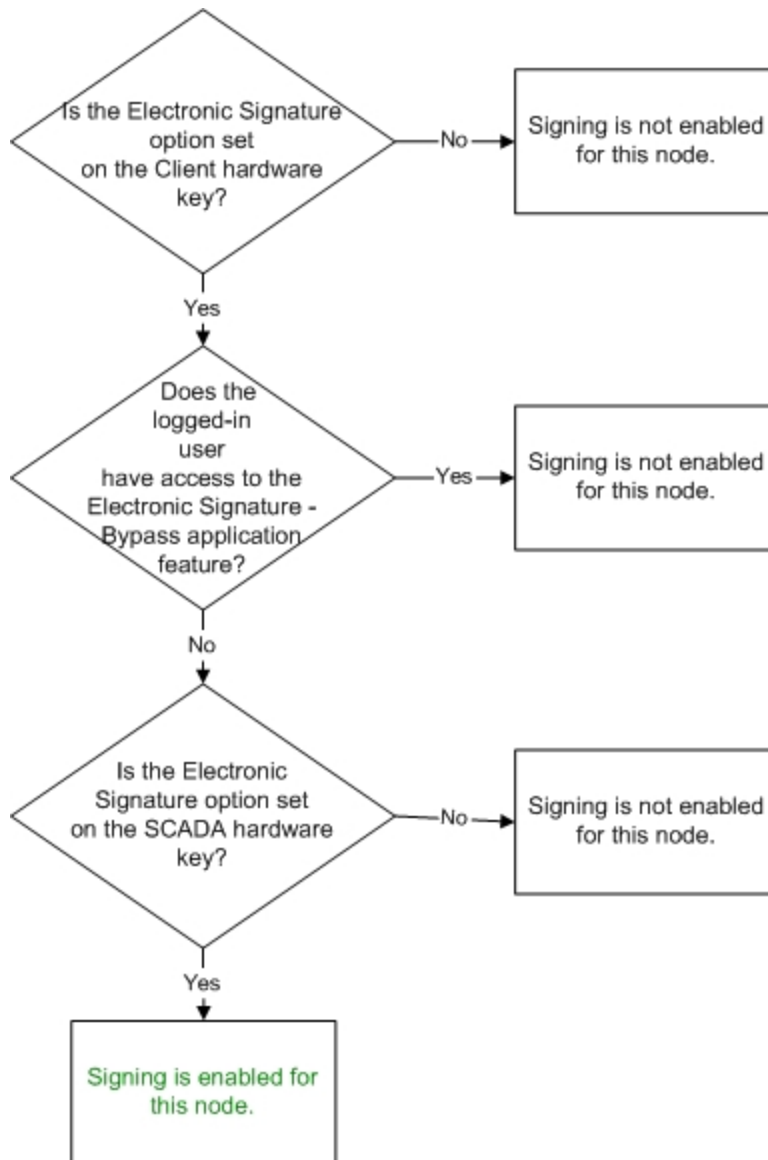 Is the Electronic Signature
option set
on the Client hardware
key?
No
Signing is not enabled
for this node.
Yes
Does the
logged-in
user
have access to the
Electronic Signature -
Bypass application
feature?
Yes
Signing is not enabled
for this node.
No
Is the Electronic
Signature option set
on the SCADA hardware
key?
No
Signing is not enabled
for this node.
Yes
Signing is enabled for
this node.